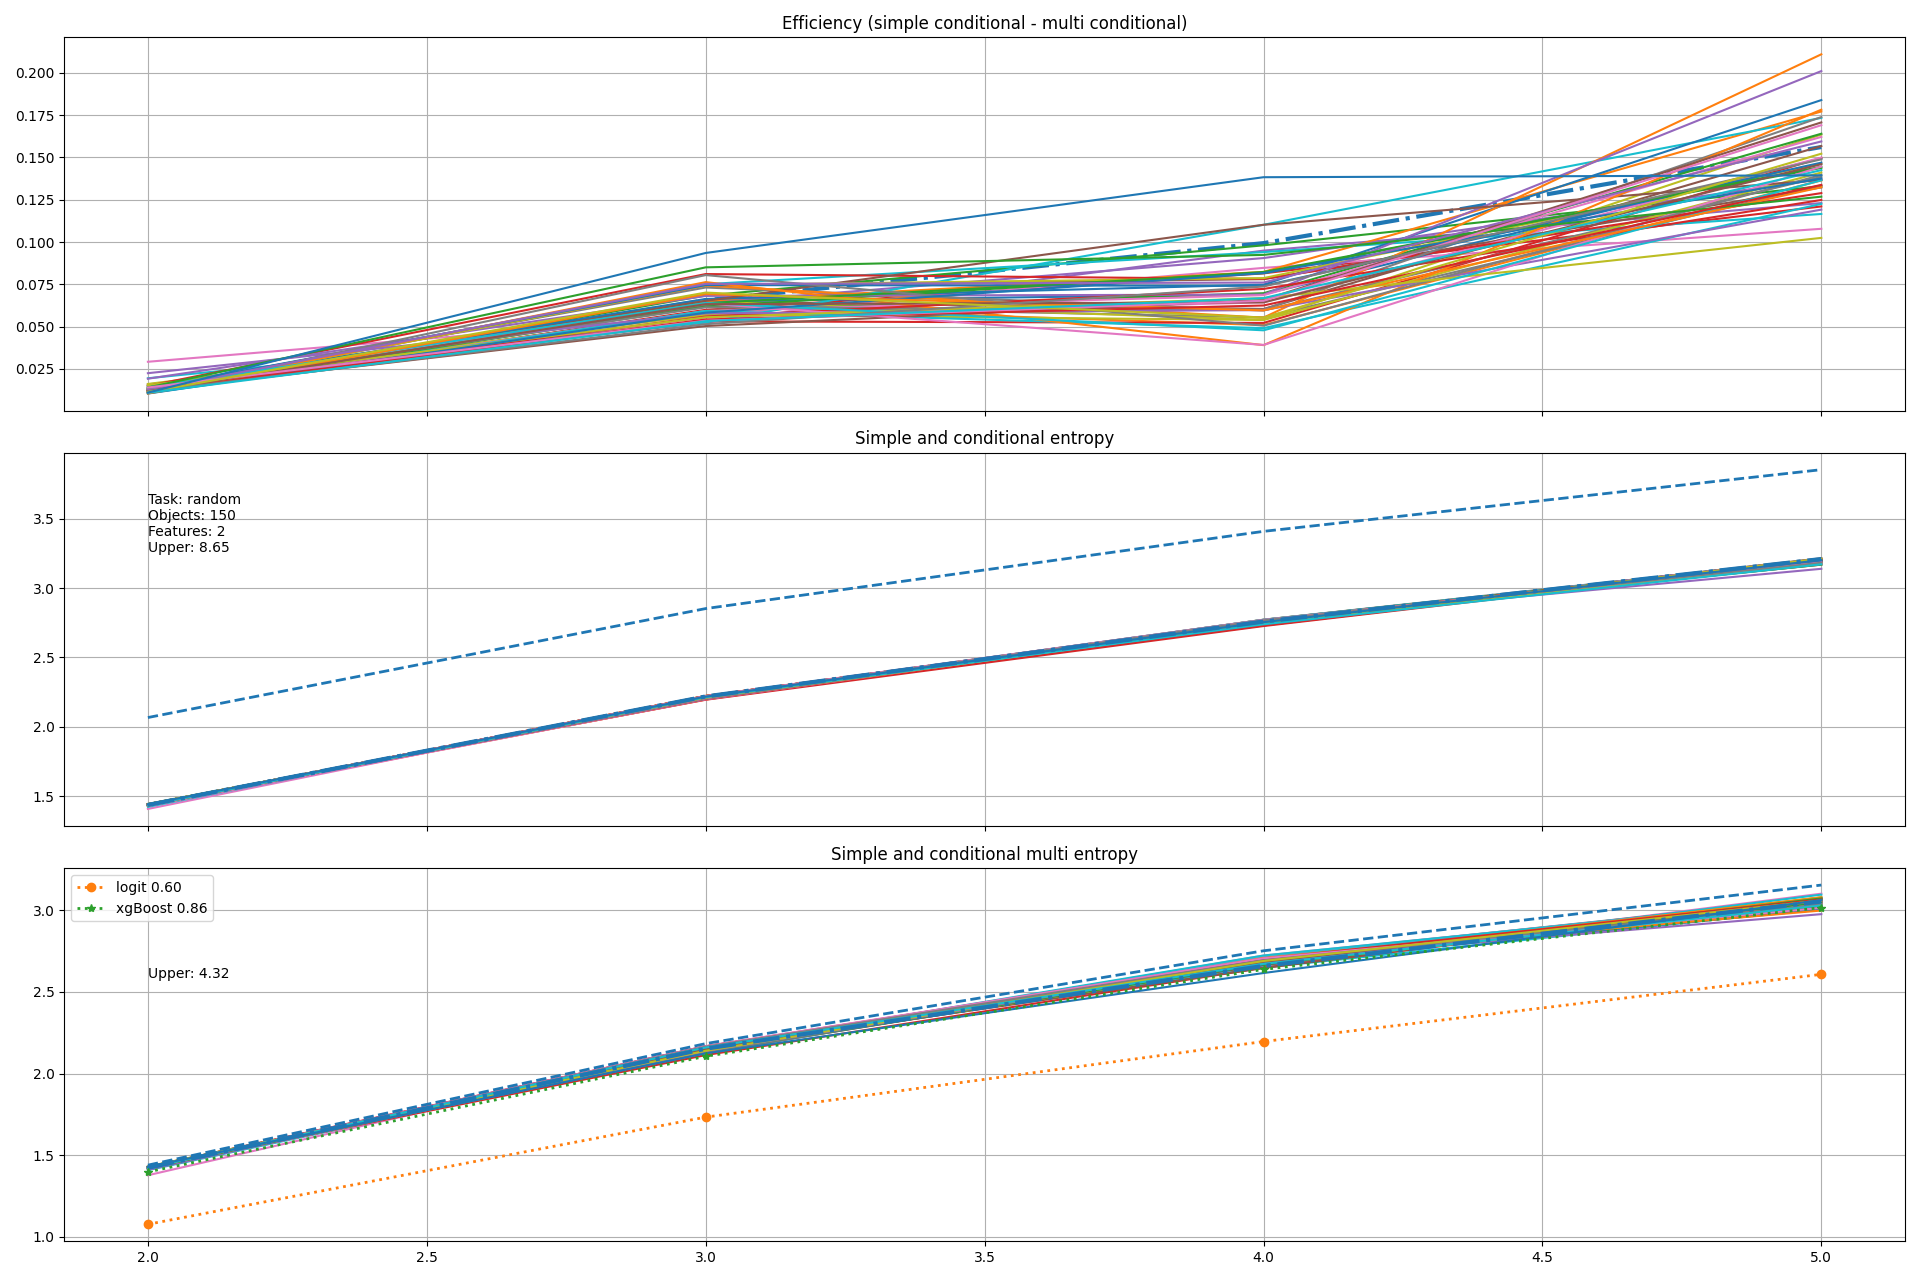 Efficiency (simple conditional - multi conditional)
0.200
0.175
0.150
0.125
0.100
0.075
0.050
0.025
Simple and conditional entropy
Task: random
Objects: 150
Features: 2
Upper: 8.65
3.5
3.0
2.5
2.0
1.5
Simple and conditional multi entropy
logit 0.60
xgBoost 0.86
Upper: 4.32
3.0
2.5
2.0
1.5
1.0
2.0 2.5 3.0 3.5 4.0 4.5 5.0